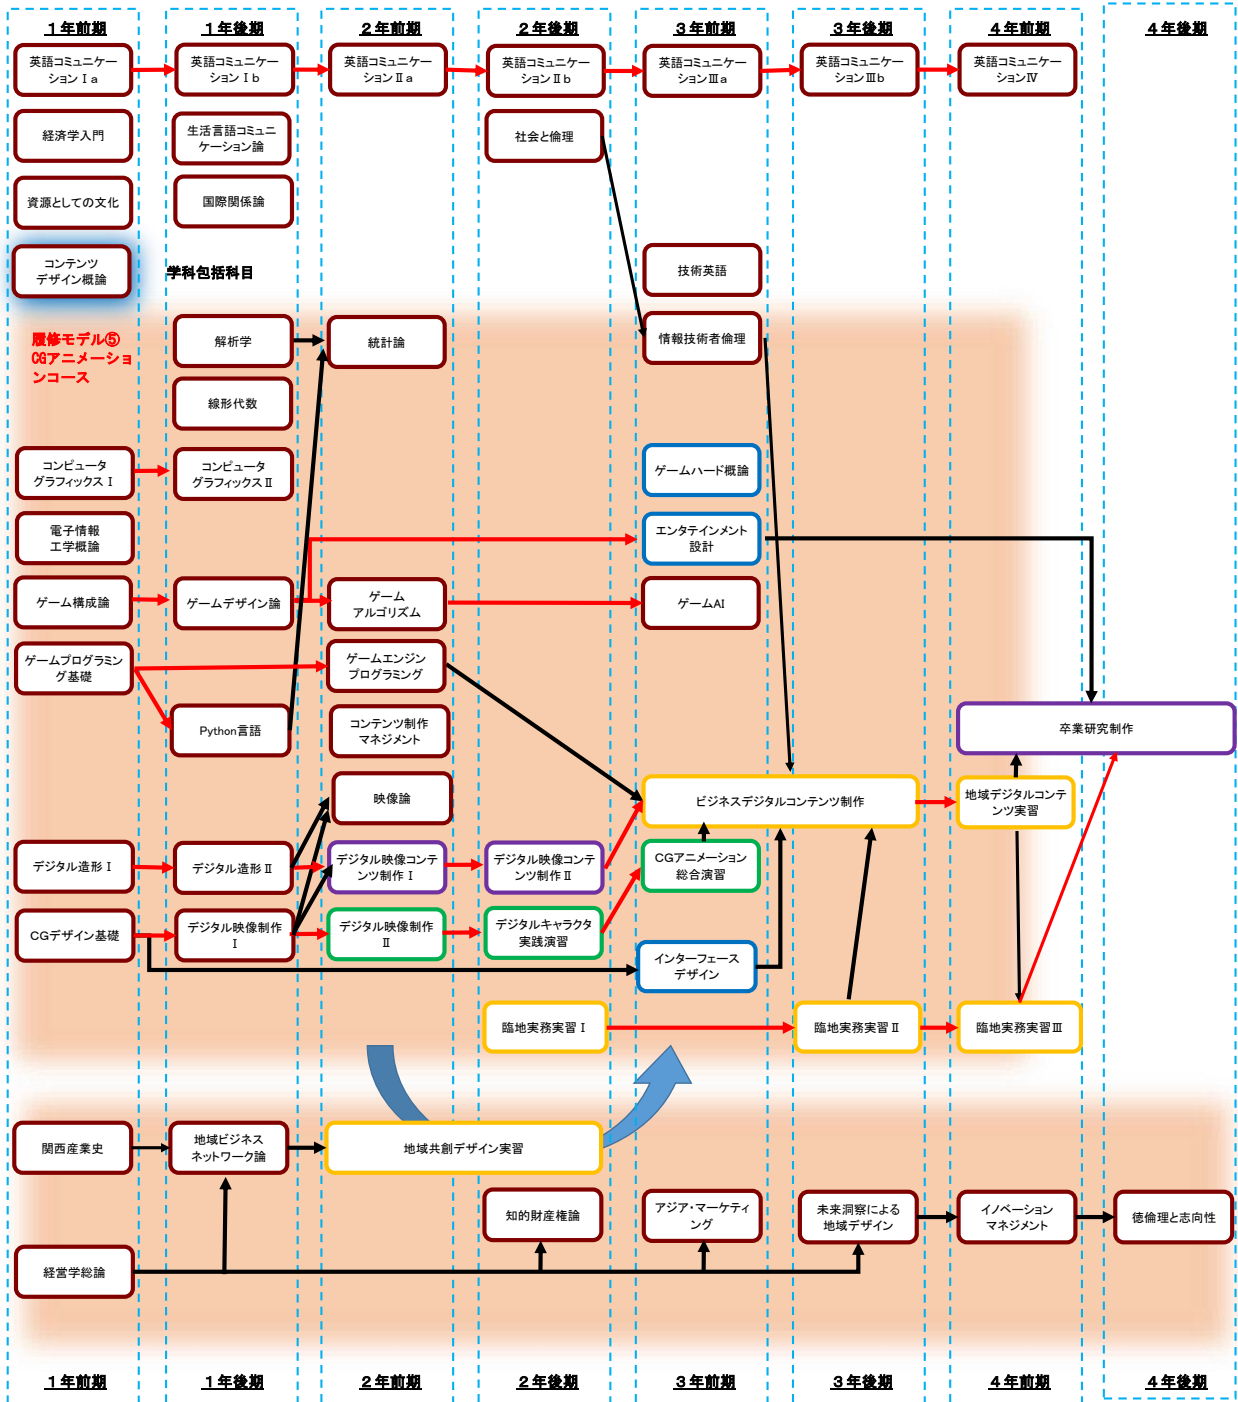 １年前期
１年後期
２年前期
２年後期
３年前期
３年後期
４年前期
４年後期
英語コミュニケー
ションⅠa
英語コミュニケー
ションⅠb
英語コミュニケー
ションⅡa
英語コミュニケー
ションⅡb
英語コミュニケー
ションⅢa
英語コミュニケー
ションⅢb
英語コミュニケー
ションⅣ
経済学入門
生活言語コミュニ
ケーション論
社会と倫理
資源としての文化
国際関係論
コンテンツ
デザイン概論
学科包括科目
技術英語
履修モデル⑤
CGアニメーショ
ンコース
解析学
統計論
情報技術者倫理
線形代数
コンピュータ
グラフィックスⅠ
コンピュータ
グラフィックスⅡ
ゲームハード概論
電子情報
工学概論
エンタテインメント
設計
ゲーム構成論
ゲームデザイン論
ゲーム
アルゴリズム
ゲームAI
ゲームプログラミン
グ基礎
ゲームエンジン
プログラミング
Python言語
コンテンツ制作
マネジメント
卒業研究制作
映像論
ビジネスデジタルコンテンツ制作
地域デジタルコンテ
ンツ実習
デジタル造形Ⅰ
デジタル造形Ⅱ
デジタル映像コンテ
ンツ制作Ⅰ
デジタル映像コンテ
ンツ制作Ⅱ
CGアニメーション
総合演習
CGデザイン基礎
デジタル映像制作
Ⅰ
デジタル映像制作
Ⅱ
デジタルキャラクタ
実践演習
インターフェース
デザイン
臨地実務実習Ⅰ
臨地実務実習Ⅱ
臨地実務実習Ⅲ
関西産業史
地域ビジネス
ネットワーク論
地域共創デザイン実習
知的財産権論
アジア・マーケティ
ング
未来洞察による
地域デザイン
イノベーション
マネジメント
徳倫理と志向性
経営学総論
１年前期
１年後期
２年前期
２年後期
３年前期
３年後期
４年前期
４年後期